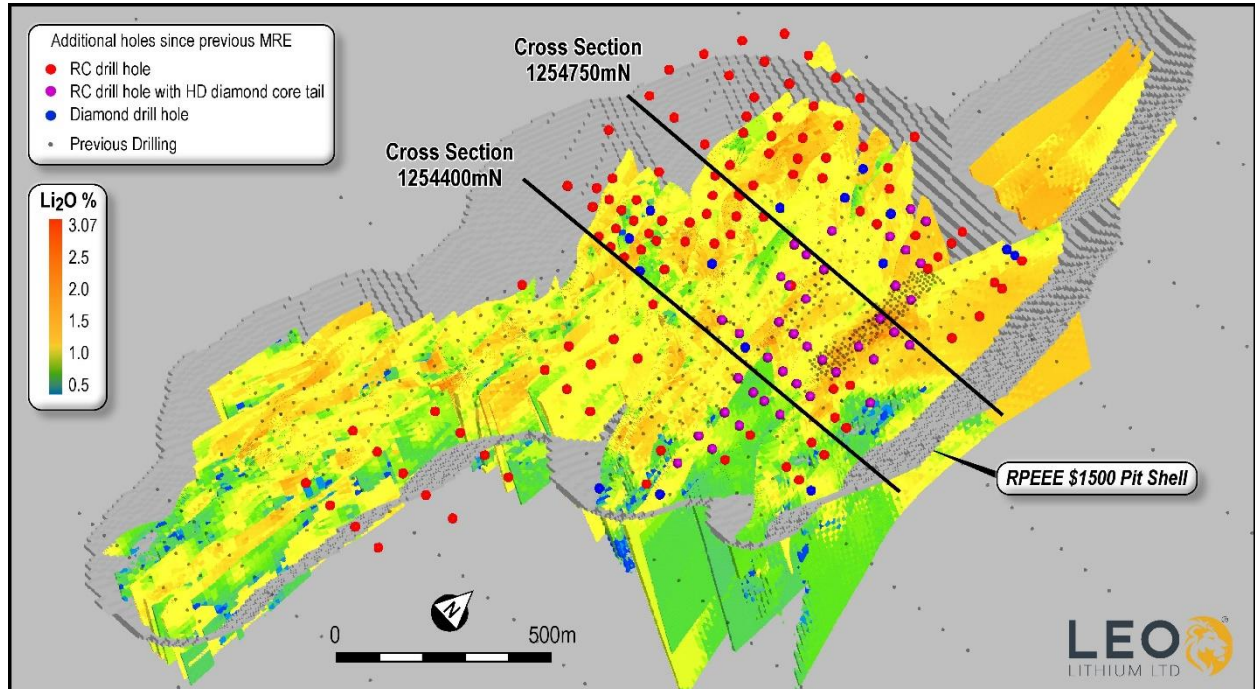 Additional holes since previous MRE
RC drill hole
RC drill hole with HD diamond core tail
Diamond drill hole
Previous Drilling
Li₂O %
3.07
2.5
2.0
1.5
1.0
0.5
Cross Section
1254750mN
Cross Section
1254400mN
RPEEE $1500 Pit Shell
N
0
500m
LEO
LITHIUM LTD
®